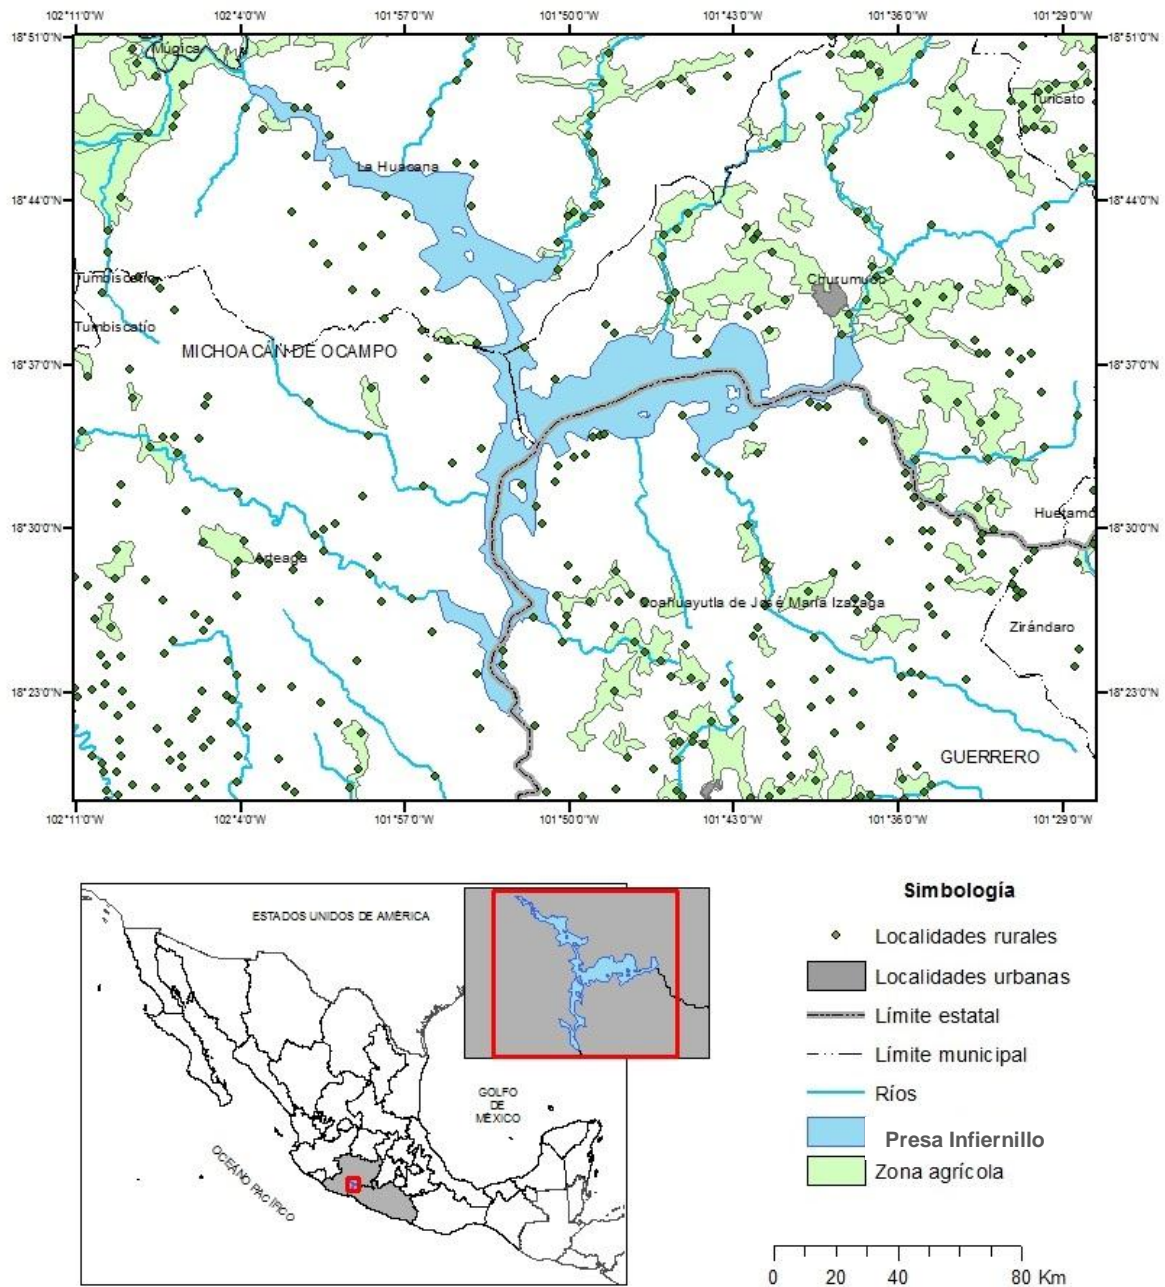 102°11'0"W 102°4'0"W 101°57'0"W 101°50'0"W 101°43'0"W 101°36'0"W 101°29'0"W
18°51'0"N 18°51'0"N
Múgica
Turicato
La Huacana
18°44'0"N 18°44'0"N
Tumbiscatío Churumuco
Tumbiscatío
MICHOACÁN DE OCAMPO
18°37'0"N 18°37'0"N
Huetamo
18°30'0"N 18°30'0"N
Arteaga
Coahuayutla de José María Izazaga
Zirándaro
18°23'0"N 18°23'0"N
GUERRERO
102°11'0"W 102°4'0"W 101°57'0"W 101°50'0"W 101°43'0"W 101°36'0"W 101°29'0"W
ESTADOS UNIDOS DE AMÉRICA
GOLFO
DE
MÉXICO
OCEANO PACÍFICO
Simbología
Localidades rurales
Localidades urbanas
Límite estatal
Límite municipal
Ríos
Presa Infiernillo
Zona agrícola
0 20 40 80 Km